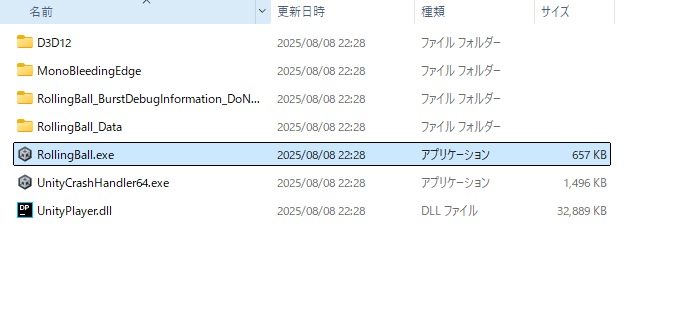 名前 更新日時 種類 サイズ
D3D12 2025/08/08 22:28 ファイル フォルダー
MonoBleedingEdge 2025/08/08 22:28 ファイル フォルダー
RollingBall_BurstDebugInformation_DoN... 2025/08/08 22:28 ファイル フォルダー
RollingBall_Data 2025/08/08 22:28 ファイル フォルダー
RollingBall.exe 2025/08/08 22:28 アプリケーション 657 KB
UnityCrashHandler64.exe 2025/08/08 22:28 アプリケーション 1,496 KB
DP UnityPlayer.dll 2025/08/08 22:28 DLL ファイル 32,889 KB